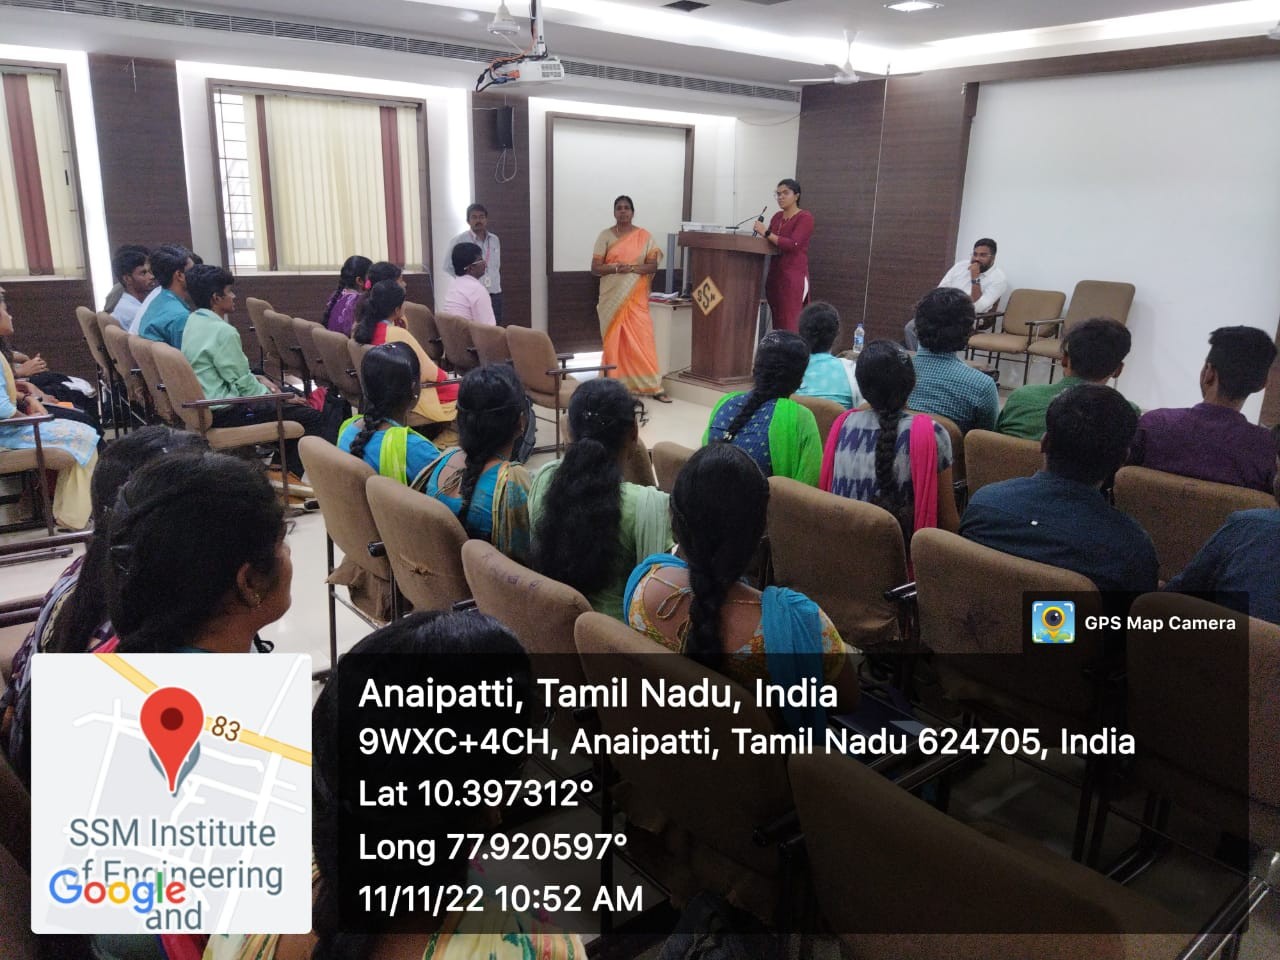 GPS Map Camera
Anaipatti, Tamil Nadu, India
9WXC+4CH, Anaipatti, Tamil Nadu 624705, India
Lat 10.397312°
Long 77.920597°
11/11/22 10:52 AM
83
SSM Institute
of Engineering
and
Google